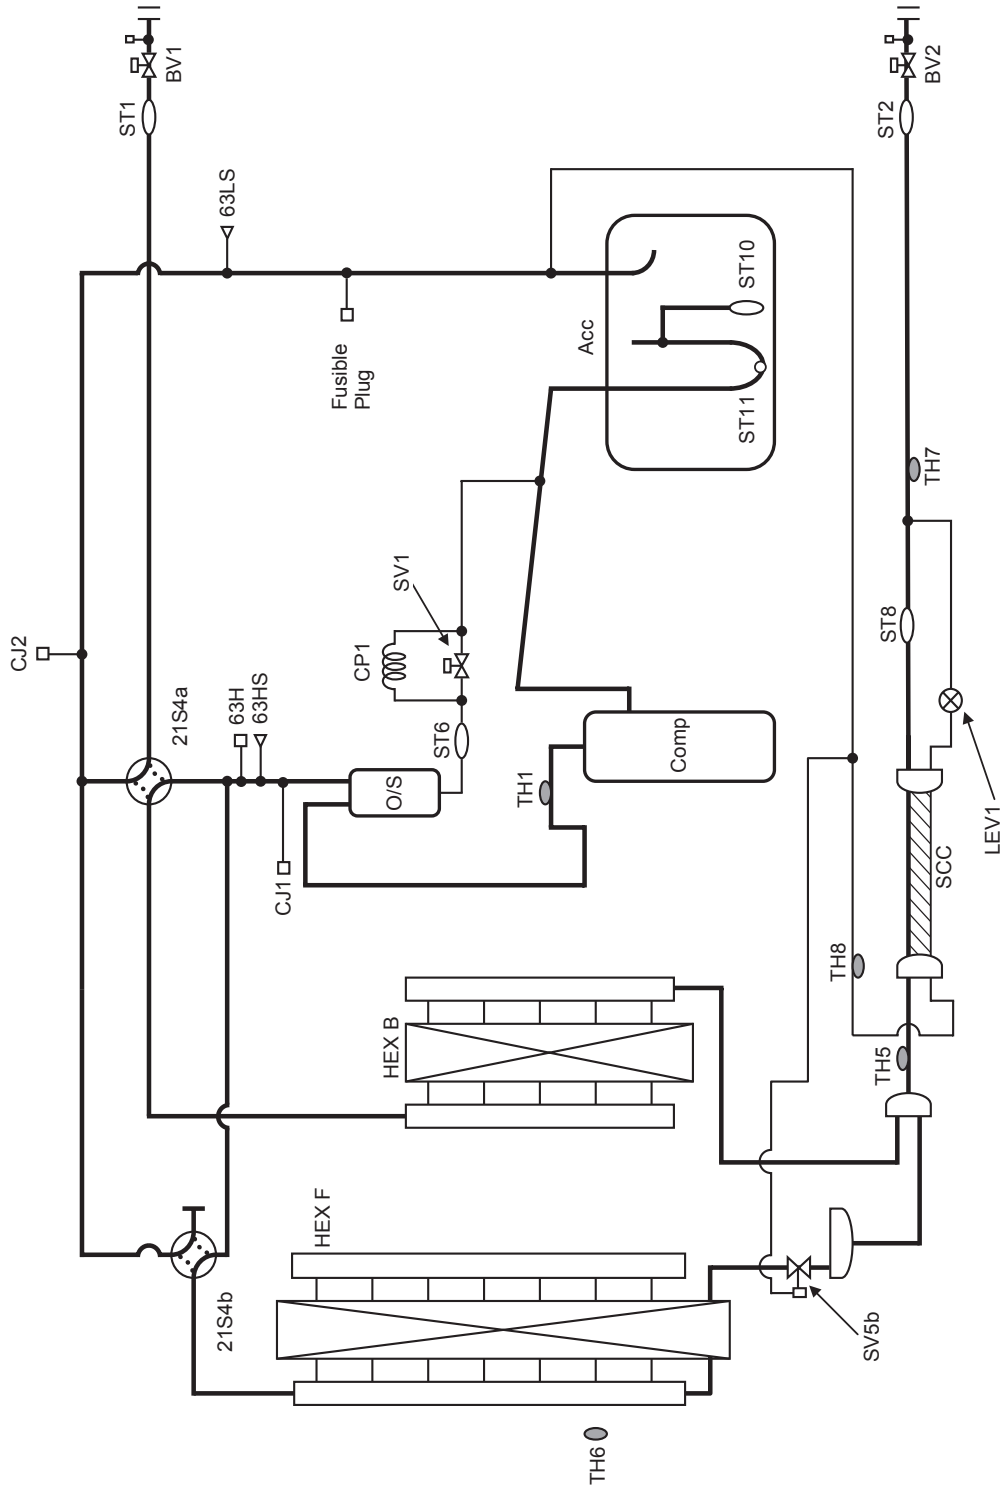 BV1
ST1
63LS
Fusible
Plug
Acc
ST10
ST11
BV2
ST2
TH7
ST8
LEV1
SCC
TH8
TH5
CJ2
21S4a
63H
63HS
CJ1
O/S
ST6
CP1
SV1
TH1
Comp
HEX B
HEX F
21S4b
SV5b
TH6